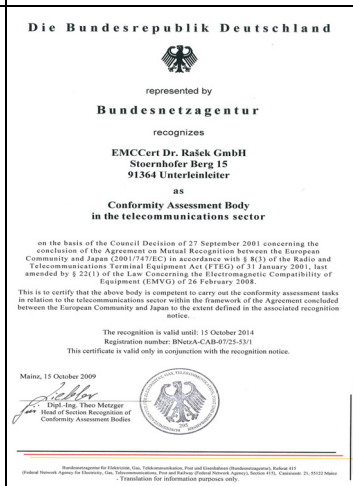 Die Bundesrepublik Deutschland
represented by
Bundesnetzagentur
recognizes
EMCCert Dr. Rašek GmbH
Stoernhofer Berg 15
91364 Unterleinleiter
as
Conformity Assessment Body
in the telecommunications sector
on the basis of the Council Decision of 27 September 2001 concerning the
conclusion of the Agreement on Mutual Recognition between the European
Community and Japan (2001/747/EC) in accordance with § 8(3) of the Radio and
Telecommunications Terminal Equipment Act (FTEG) of 31 January 2001, last
amended by § 22(1) of the Law Concerning the Electromagnetic Compatibility of
Equipment (EMVG) of 26 February 2008.
This is to certify that the above body is competent to carry out the conformity assessment tasks
in relation to the telecommunications sector within the framework of the Agreement concluded
between the European Community and Japan to the extent defined in the associated recognition
notice.
The recognition is valid until: 15 October 2014
Registration number: BNetzA-CAB-07/25-53/1
This certificate is valid only in conjunction with the recognition notice.
Mainz, 15 October 2009
Dipl.-Ing. Theo Metzger
Head of Section Recognition of
Conformity Assessment Bodies
Bundesnetzagentur für Elektrizität, Gas, Telekommunikation, Post und Eisenbahnen (Bundesnetzagentur), Referat 415
(Federal Network Agency for Electricity, Gas, Telecommunications, Post and Railway (Federal Network Agency), Section 415), Canisiusstr. 21, 55122 Mainz
- Translation for information purposes only.